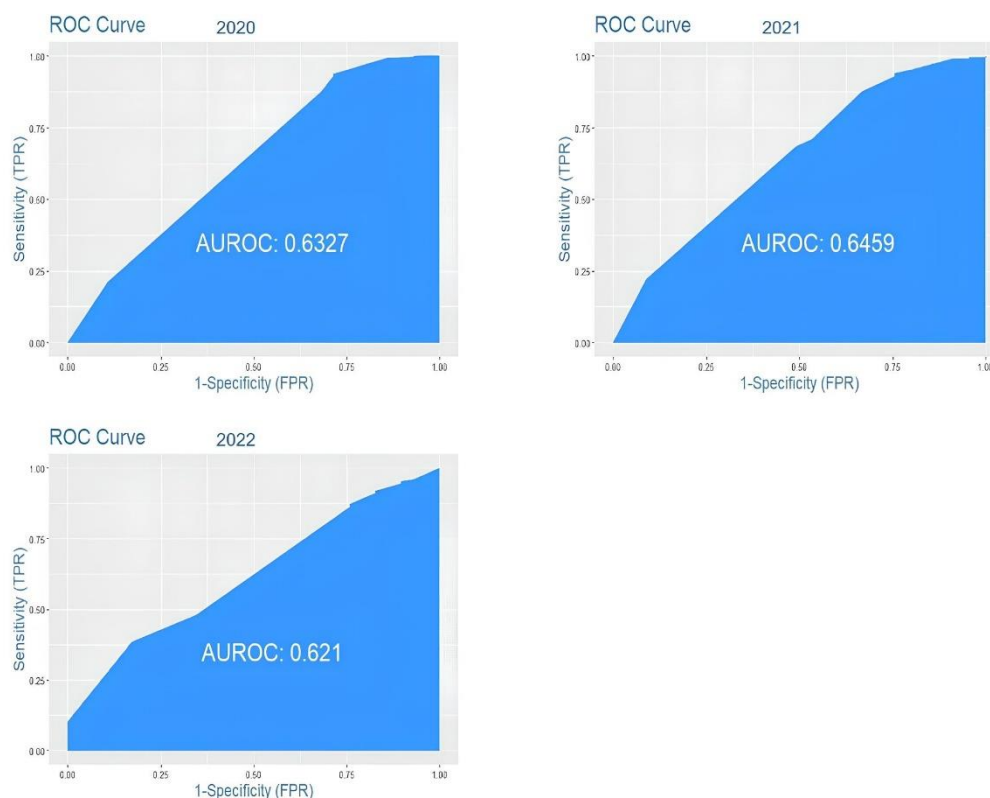 ROC Curve 2020
1.00
0.75
0.50
0.25
0.00
Sensitivity (TPR)
AUROC: 0.6327
0.00 0.25 0.50 0.75 1.00
1-Specificity (FPR)
ROC Curve 2021
1.00
0.75
0.50
0.25
0.00
Sensitivity (TPR)
AUROC: 0.6459
0.00 0.25 0.50 0.75 1.00
1-Specificity (FPR)
ROC Curve 2022
1.00
0.75
0.50
0.25
0.00
Sensitivity (TPR)
AUROC: 0.621
0.00 0.25 0.50 0.75 1.00
1-Specificity (FPR)